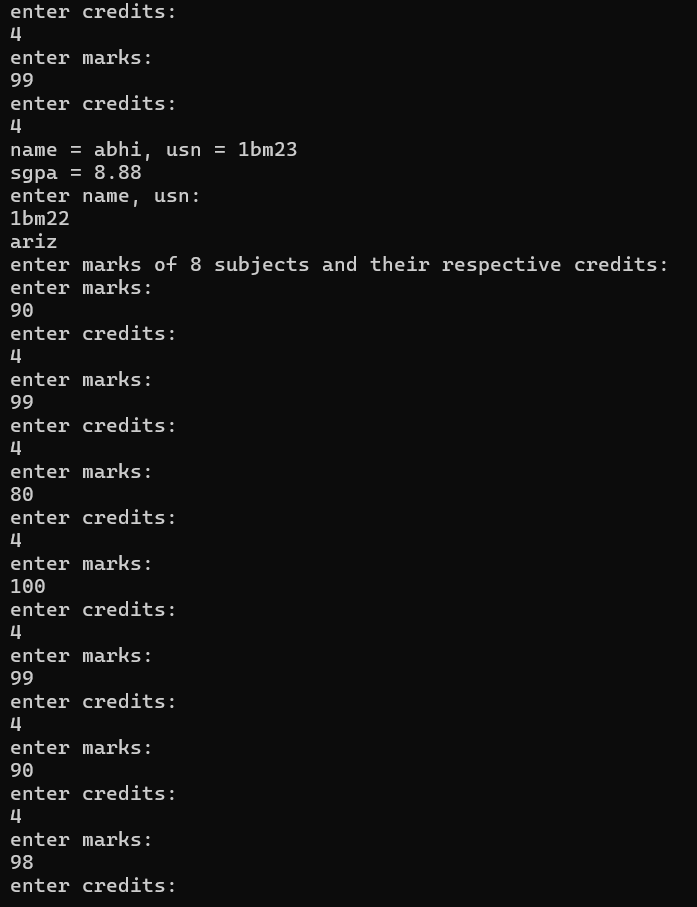 enter credits:
4
enter marks:
99
enter credits:
4
name = abhi, usn = 1bm23
sgpa = 8.88
enter name, usn:
1bm22
ariz
enter marks of 8 subjects and their respective credits:
enter marks:
90
enter credits:
4
enter marks:
99
enter credits:
4
enter marks:
80
enter credits:
4
enter marks:
100
enter credits:
4
enter marks:
99
enter credits:
4
enter marks:
90
enter credits:
4
enter marks:
98
enter credits: